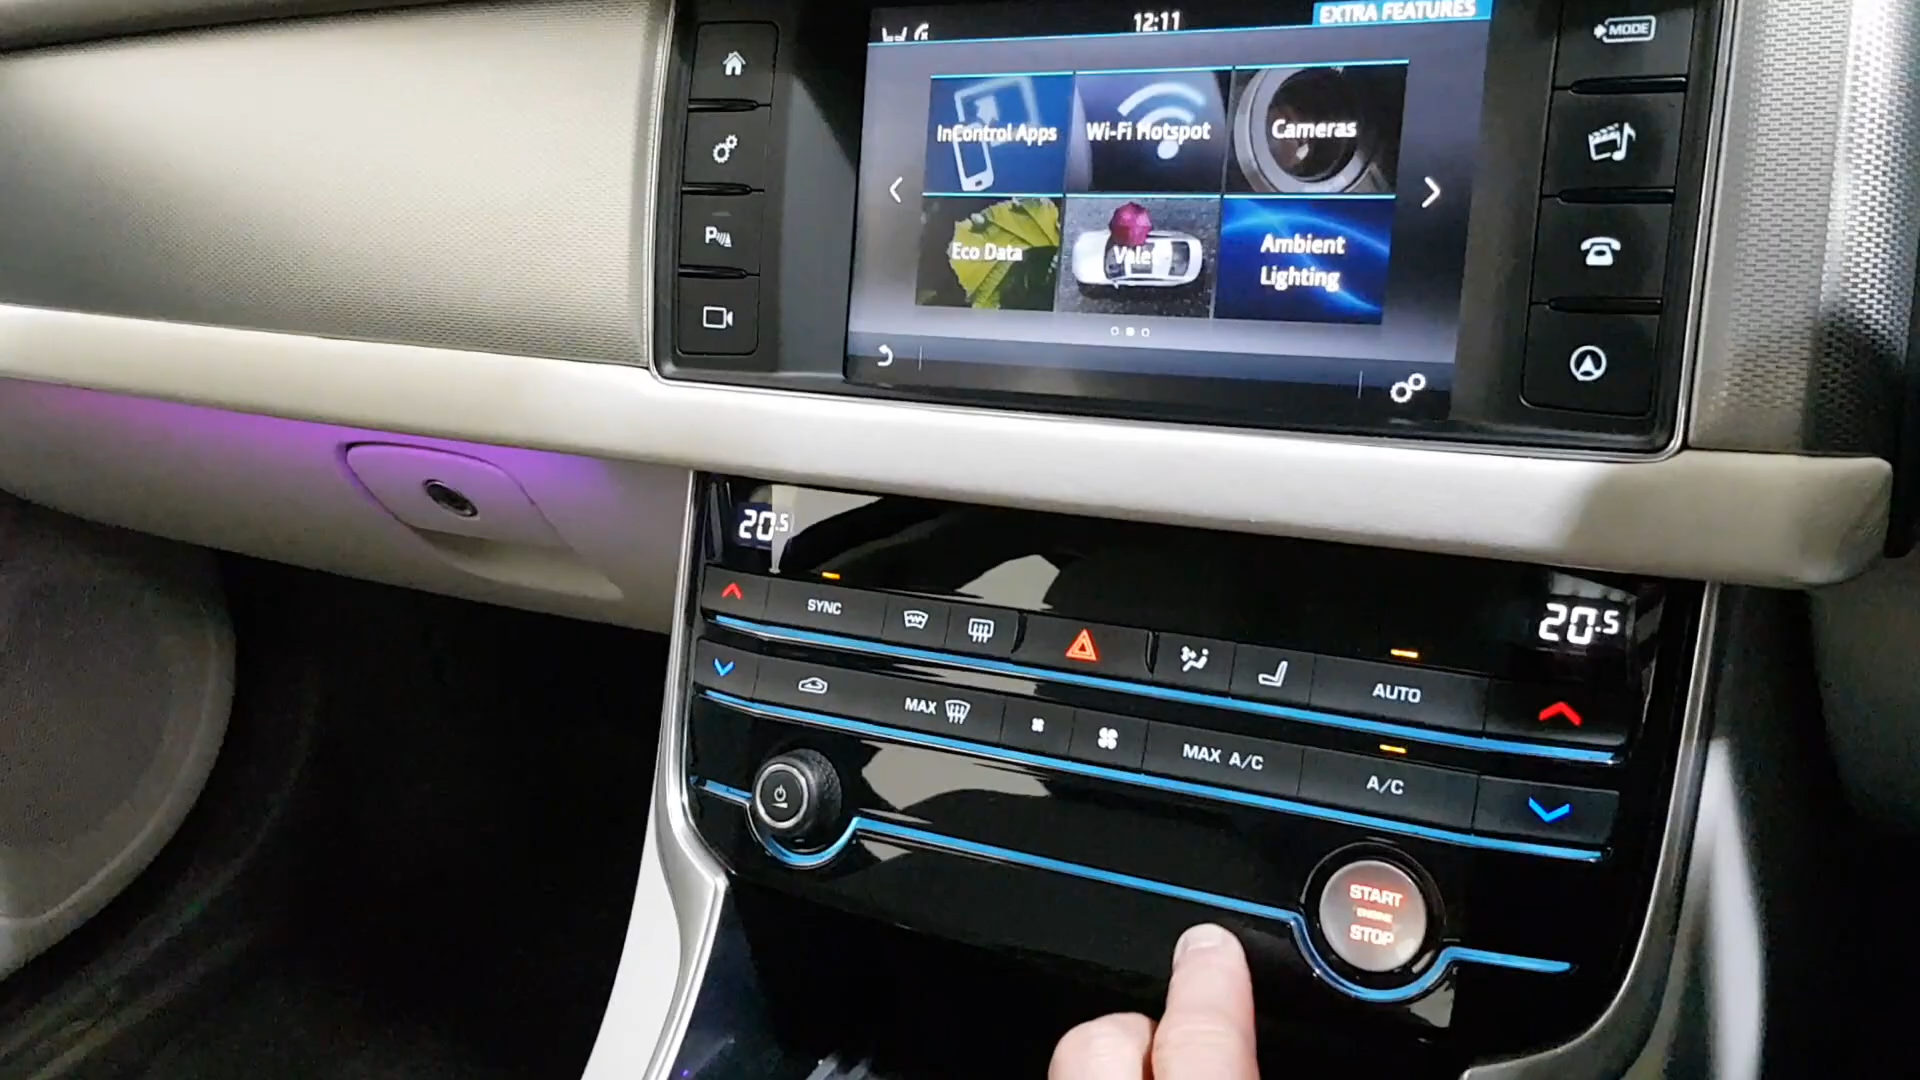 12:11
EXTRA FEATURES
MODE
InControl Apps
Wi-Fi Hotspot
Cameras
Eco Data
Valet
Ambient
Lighting
P
20.5
20.5
SYNC
AUTO
MAX
MAX A/C
A/C
START
ENGINE
STOP